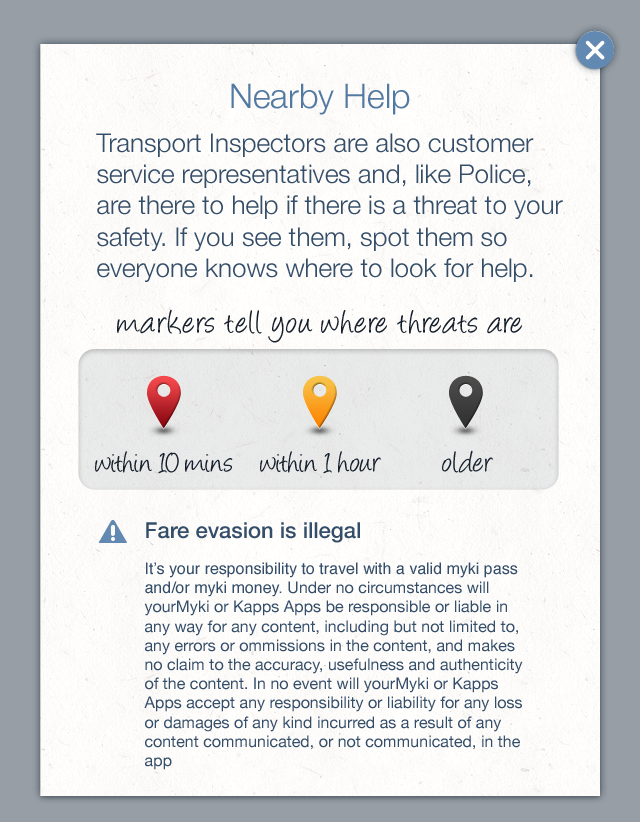 Nearby Help
Transport Inspectors are also customer
service representatives and, like Police,
are there to help if there is a threat to your
safety. If you see them, spot them so
everyone knows where to look for help.
markers tell you where threats are
within 10 mins within 1 hour older
Fare evasion is illegal
It's your responsibility to travel with a valid myki pass
and/or myki money. Under no circumstances will
yourMyki or Kapps Apps be responsible or liable in
any way for any content, including but not limited to,
any errors or ommissions in the content, and makes
no claim to the accuracy, usefulness and authenticity
of the content. In no event will yourMyki or Kapps
Apps accept any responsibility or liability for any loss
or damages of any kind incurred as a result of any
content communicated, or not communicated, in the
app